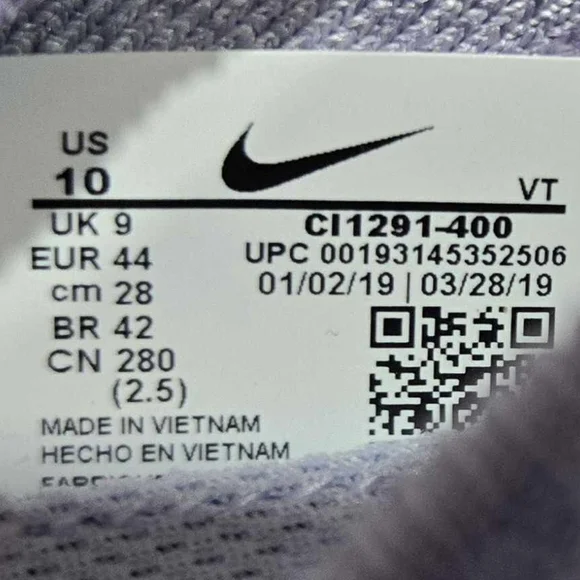 US
10
VT
UK 9
CI1291-400
EUR 44
UPC 00193145352506
cm 28
01/02/19 | 03/28/19
BR 42
CN 280
(2.5)
MADE IN VIETNAM
HECHO EN VIETNAM